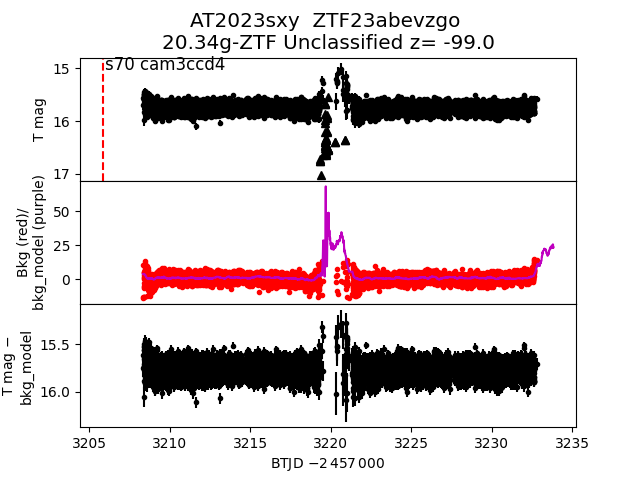 AT2023sxy  ZTF23abevzgo
20.34g-ZTF Unclassified z= -99.0
s70 cam3ccd4
15
16
17
T mag
50
25
0
Bkg (red)/
bkg_model (purple)
15.5
16.0
T mag −
bkg_model
3205
3210
3215
3220
3225
3230
3235
BTJD −2 457 000